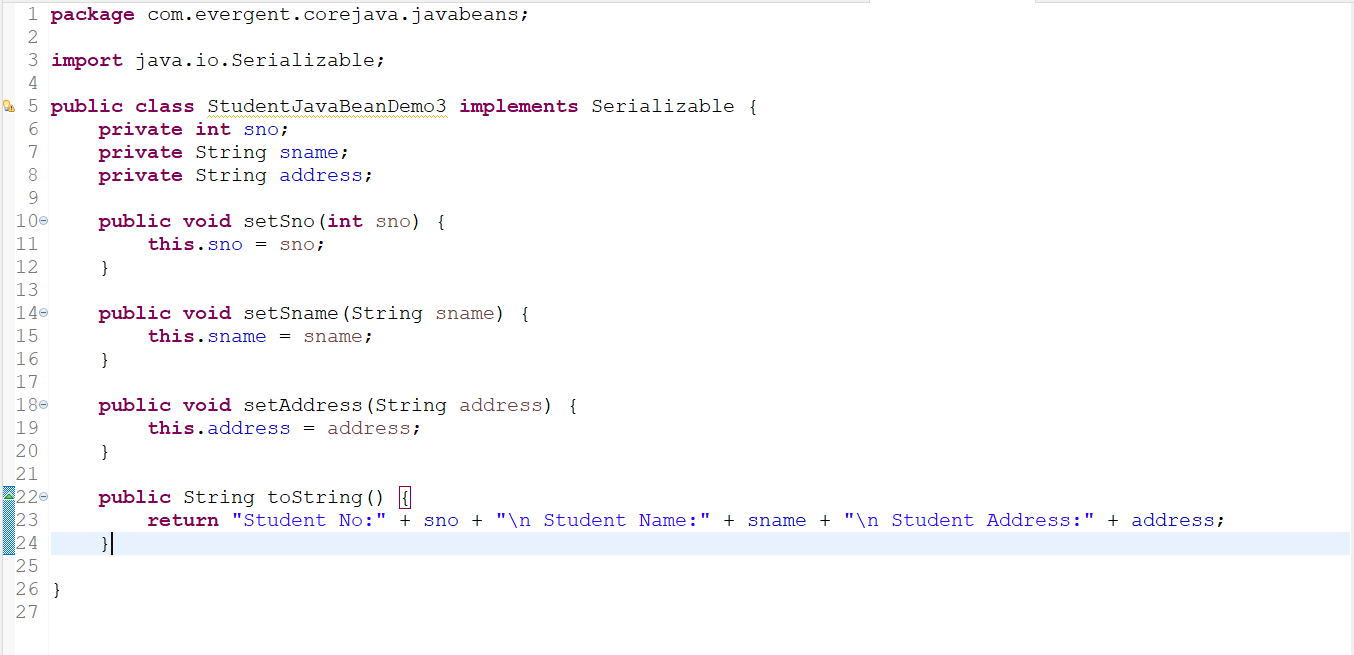 1 package com.evergent.corejava.javabeans;
2
3 import java.io.Serializable;
4
5 public class StudentJavaBeanDemo3 implements Serializable {
6     private int sno;
7     private String sname;
8     private String address;
9
10     public void setSno(int sno) {
11         this.sno = sno;
12     }
13
14     public void setSname(String sname) {
15         this.sname = sname;
16     }
17
18     public void setAddress(String address) {
19         this.address = address;
20     }
21
22     public String toString() {
23         return "Student No:" + sno + "\n Student Name:" + sname + "\n Student Address:" + address;
24     }
25
26 }
27